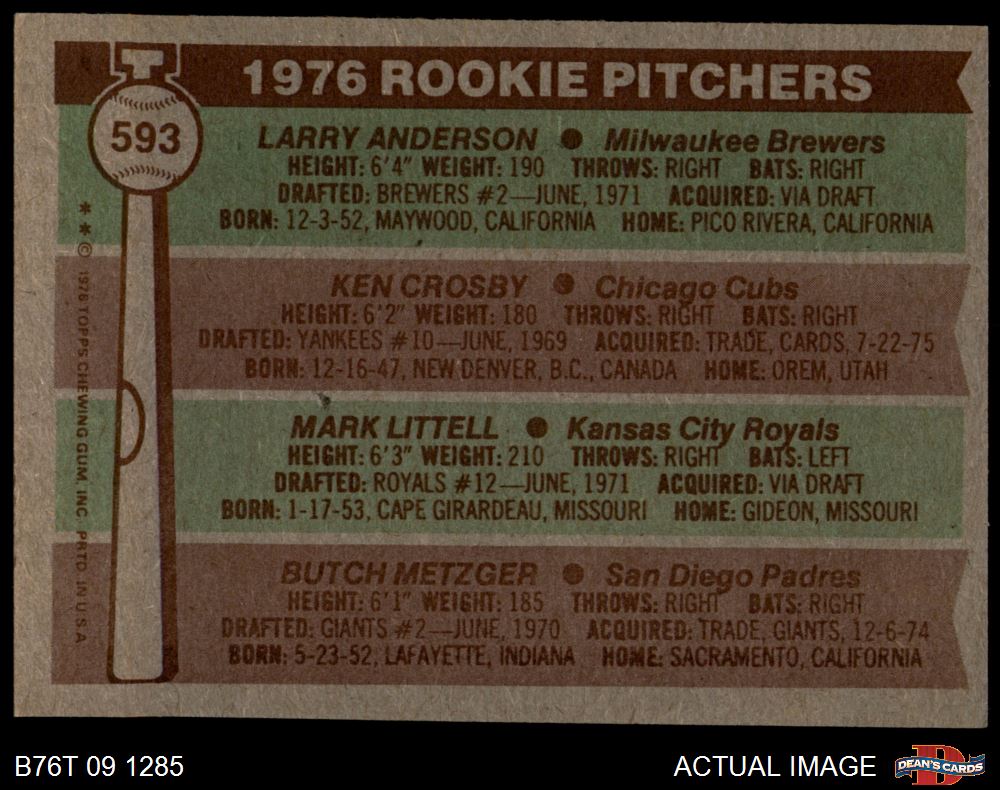 T
1976 ROOKIE PITCHERS
593
LARRY ANDERSON ● Milwaukee Brewers
HEIGHT: 6'4" WEIGHT: 190 THROWS: RIGHT BATS: RIGHT
DRAFTED: BREWERS #2—JUNE, 1971 ACQUIRED: VIA DRAFT
BORN: 12-3-52, MAYWOOD, CALIFORNIA HOME: PICO RIVERA, CALIFORNIA
KEN CROSBY ● Chicago Cubs
HEIGHT: 6'2" WEIGHT: 180 THROWS: RIGHT BATS: RIGHT
DRAFTED: YANKEES #10—JUNE, 1969 ACQUIRED: TRADE, CARDS, 7-22-75
BORN: 12-16-47, NEW DENVER, B.C., CANADA HOME: OREM, UTAH
MARK LITTELL ● Kansas City Royals
HEIGHT: 6'3" WEIGHT: 210 THROWS: RIGHT BATS: LEFT
DRAFTED: ROYALS #12—JUNE, 1971 ACQUIRED: VIA DRAFT
BORN: 1-17-53, CAPE GIRARDEAU, MISSOURI HOME: GIDEON, MISSOURI
BUTCH METZGER ● San Diego Padres
HEIGHT: 6'1" WEIGHT: 185 THROWS: RIGHT BATS: RIGHT
DRAFTED: GIANTS #2—JUNE, 1970 ACQUIRED: TRADE, GIANTS, 12-6-74
BORN: 5-23-52, LAFAYETTE, INDIANA HOME: SACRAMENTO, CALIFORNIA
* * © 1976 TOPPS CHEWING GUM, INC. PRTD. IN U.S.A.
B76T 09 1285
ACTUAL IMAGE
D
DEAN'S CARDS